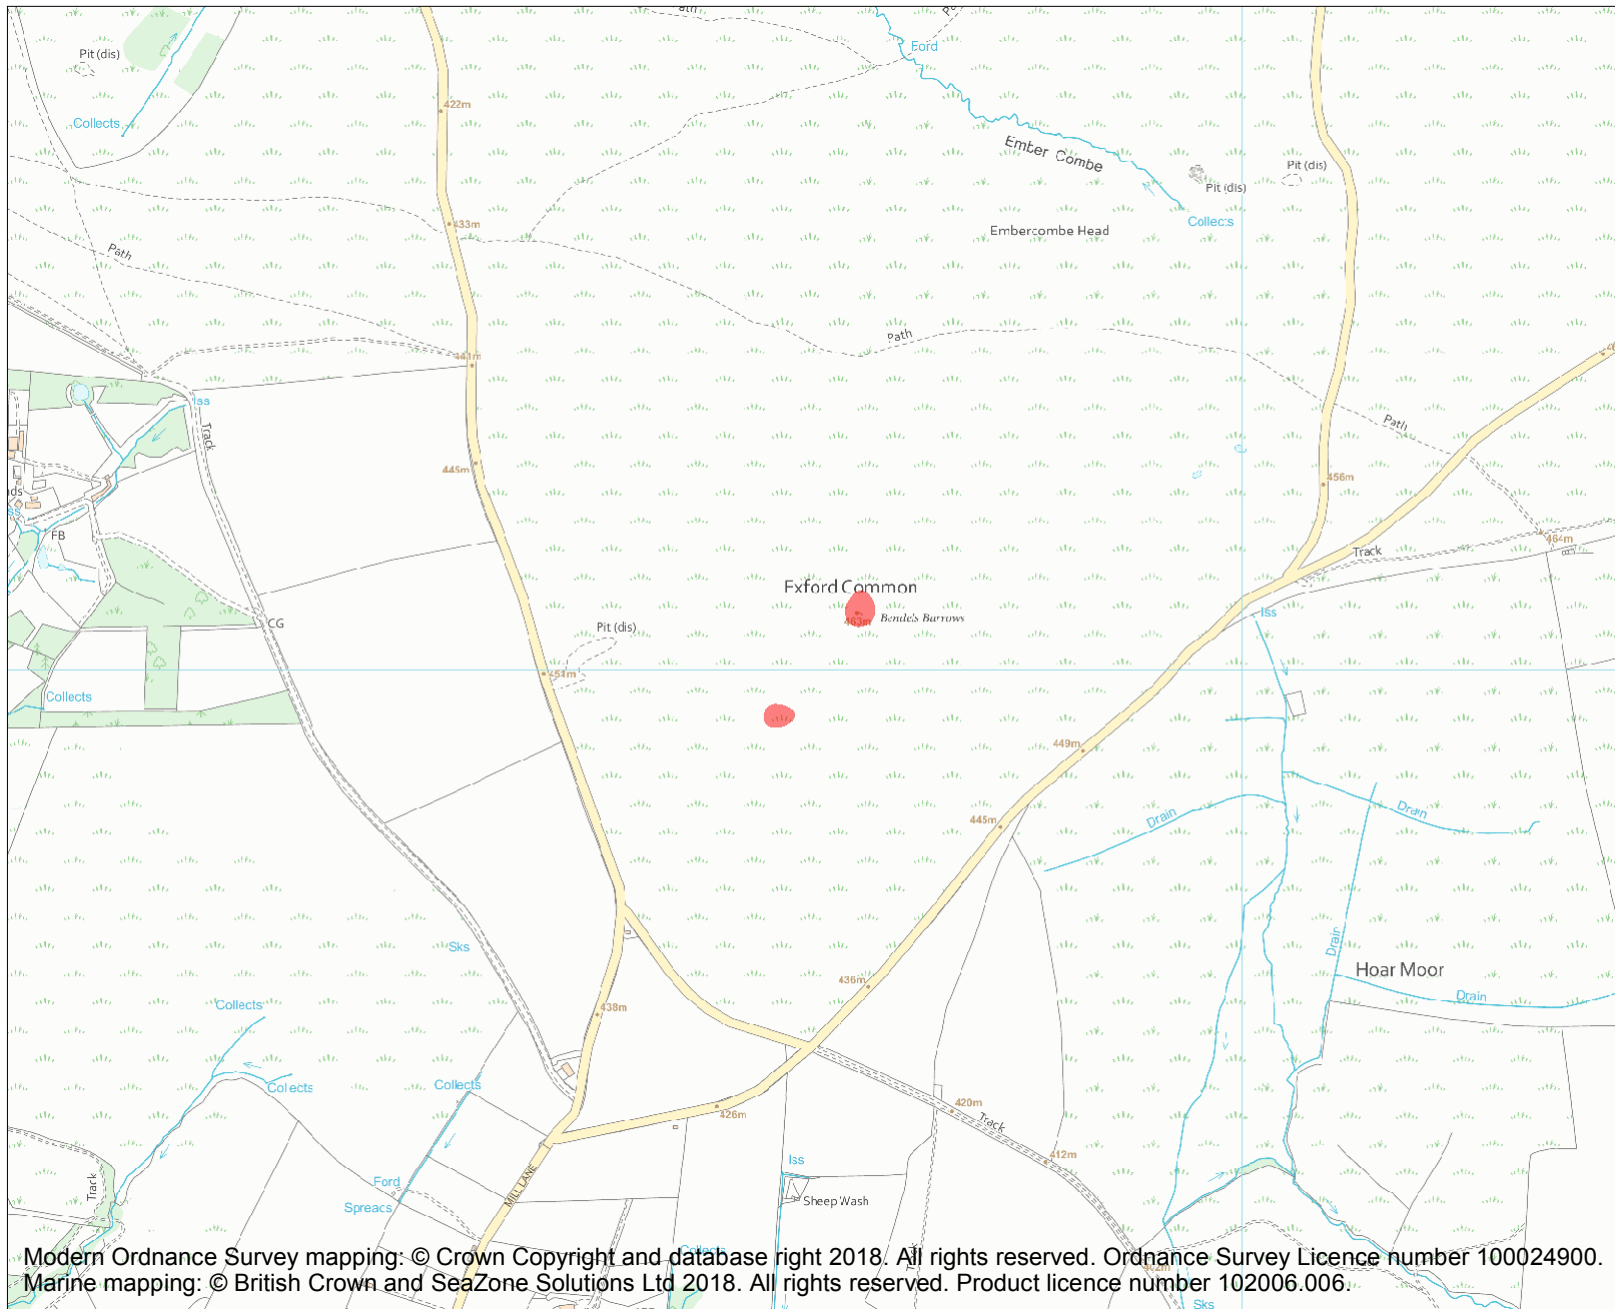 Path
Pa
Ford
Pit (dis)
422m
Collects
Ember Combe
Pit (dis)
Pit (dis)
Collects
433m
Embercombe Head
Path
Path
441m
Iss
Track
Path
445m
456m
FB
464m
Track
Exford Common
Bendels Barrows
463m
Iss
CG
Pit (dis)
451m
Collects
449m
445m
Drain
Drain
Sks
Drain
436m
Hoar Moor
Drain
Collects
438m
Collects
Collects
426m
420m
Track
412m
Iss
MILL LANE
Track
Ford
Spreads
Sheep Wash
Collects
Modern Ordnance Survey mapping: © Crown Copyright and database right 2018. All rights reserved. Ordnance Survey Licence number 100024900.
Marine mapping: © British Crown and SeaZone Solutions Ltd 2018. All rights reserved. Product licence number 102006.006.
Sks